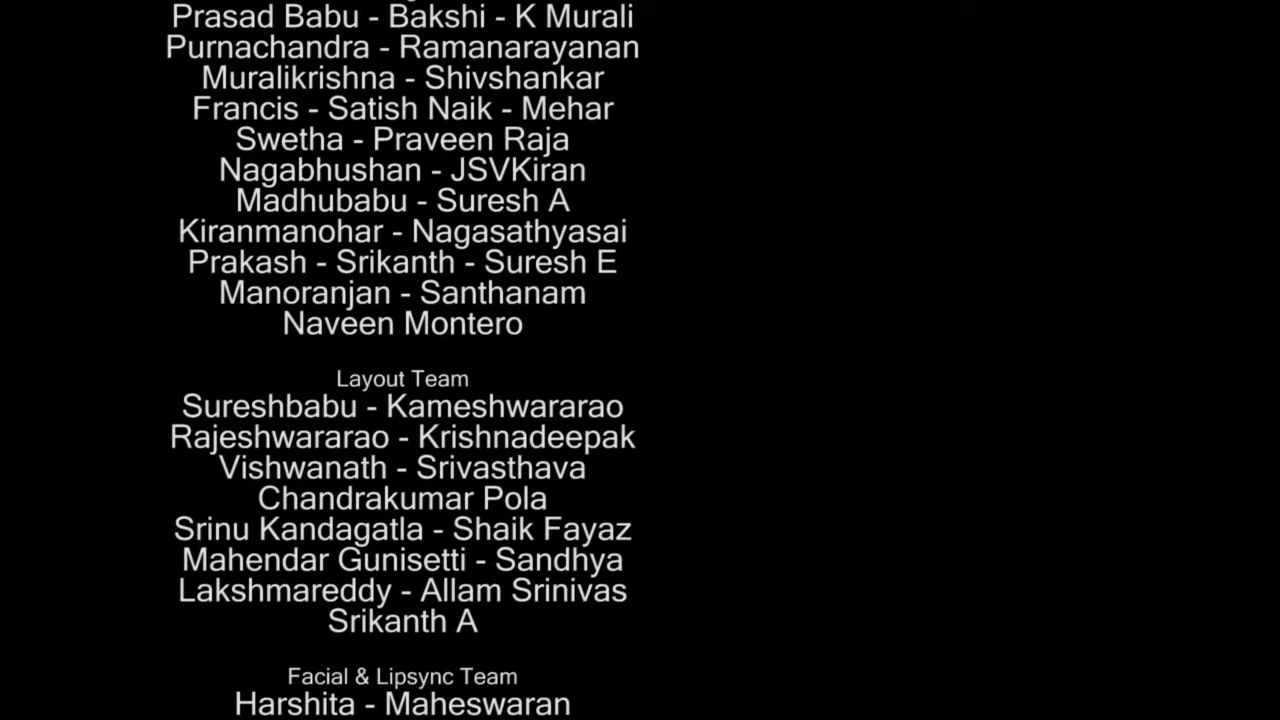 Prasad Babu - Bakshi - K Murali
Purnachandra - Ramanarayanan
Muralikrishna - Shivshankar
Francis - Satish Naik - Mehar
Swetha - Praveen Raja
Nagabhushan - JSVKiran
Madhubabu - Suresh A
Kiranmanohar - Nagasathyasai
Prakash - Srikanth - Suresh E
Manoranjan - Santhanam
Naveen Montero
Layout Team
Sureshbabu - Kameshwararao
Rajeshwararao - Krishnadeepak
Vishwanath - Srivasthava
Chandrakumar Pola
Srinu Kandagatla - Shaik Fayaz
Mahendar Gunisetti - Sandhya
Lakshmareddy - Allam Srinivas
Srikanth A
Facial & Lipsync Team
Harshita - Maheswaran